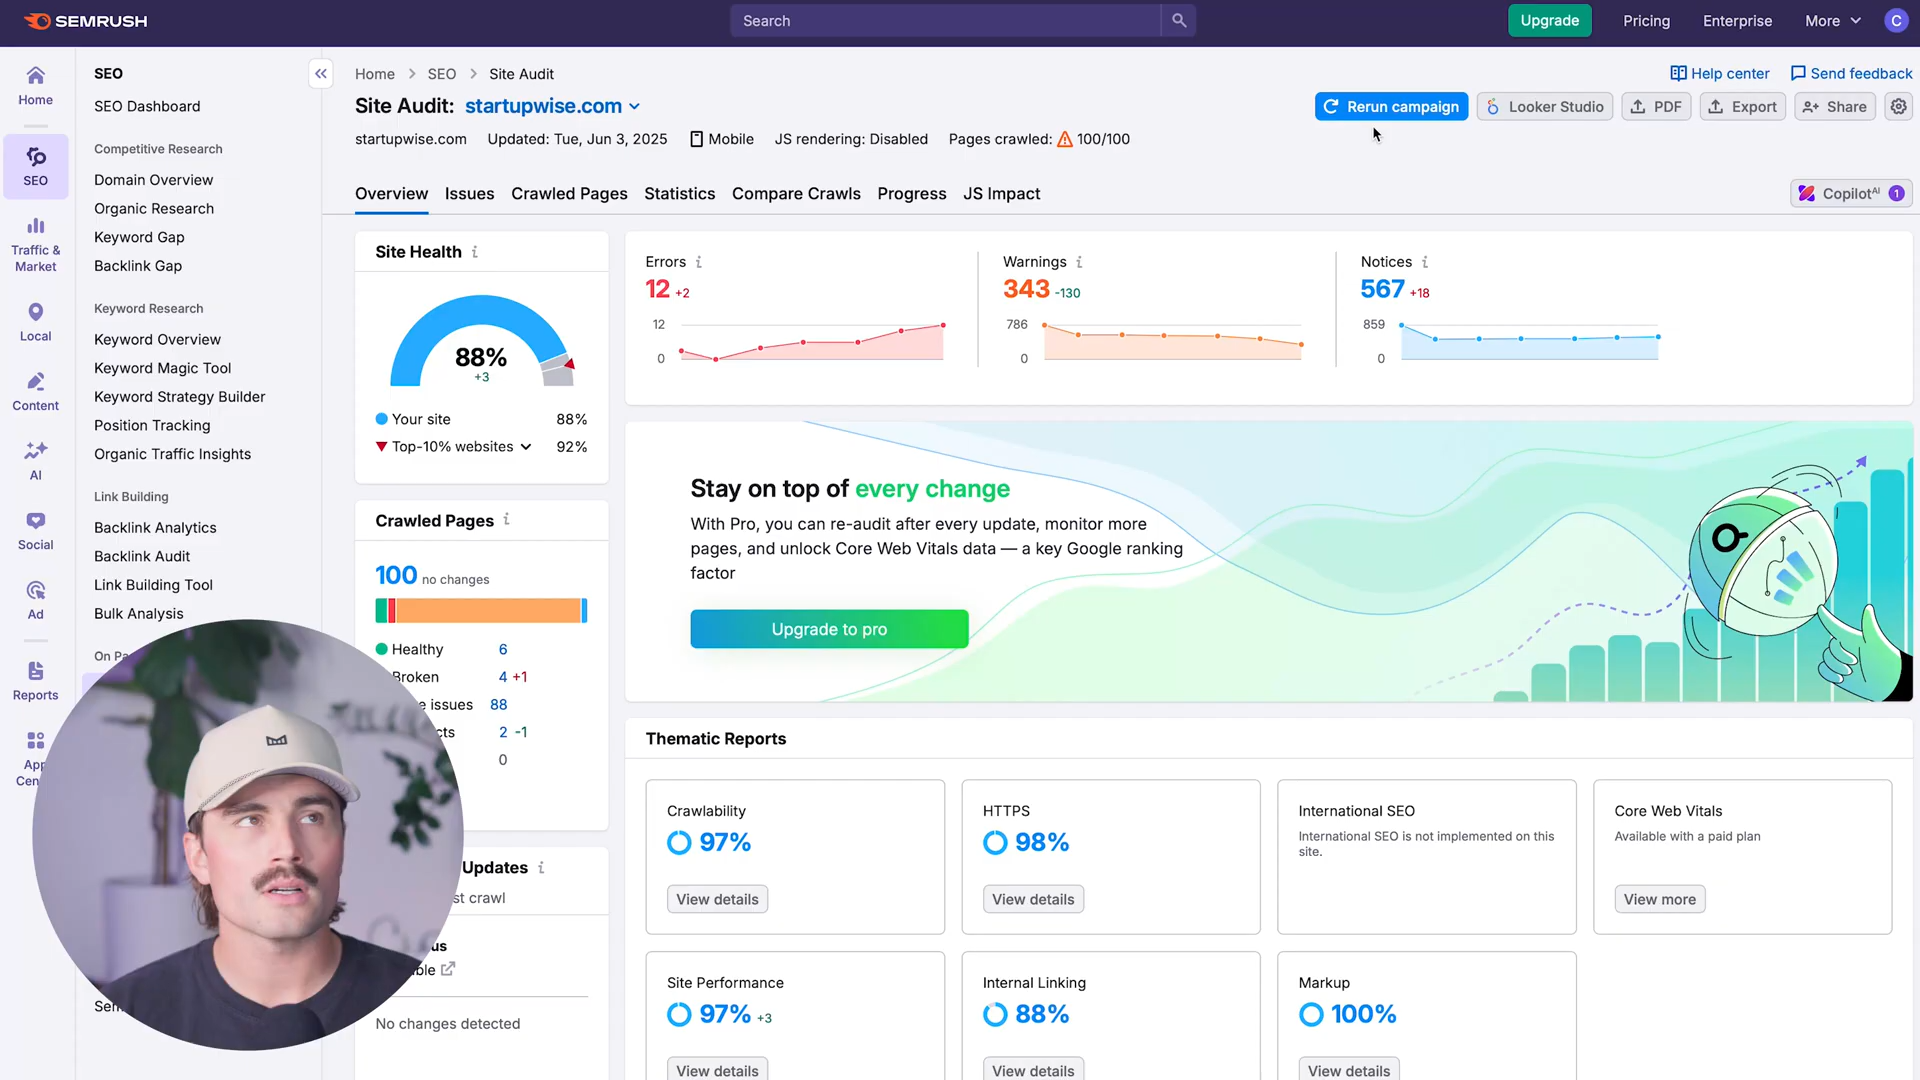 SEMRUSH
Search
Upgrade
Pricing
Enterprise
More
C
Home
SEO
Traffic &
Market
Local
Content
AI
Social
Ad
Reports
App
SEO
SEO Dashboard
Competitive Research
Domain Overview
Organic Research
Keyword Gap
Backlink Gap
Keyword Research
Keyword Overview
Keyword Magic Tool
Keyword Strategy Builder
Position Tracking
Organic Traffic Insights
Link Building
Backlink Analytics
Backlink Audit
Link Building Tool
Bulk Analysis
Home > SEO > Site Audit
Help center
Send feedback
Site Audit: startupwise.com
Rerun campaign
Looker Studio
PDF
Export
Share
startupwise.com Updated: Tue, Jun 3, 2025 Mobile JS rendering: Disabled Pages crawled: 100/100
Overview Issues Crawled Pages Statistics Compare Crawls Progress JS Impact
Copilot AI 1
Site Health i
88%
+3
Your site 88%
Top-10% websites 92%
Errors i
12 +2
12
0
Warnings i
343 -130
786
0
Notices i
567 +18
859
0
Crawled Pages i
100 no changes
Healthy 6
Broken 4 +1
issues 88
2 -1
0
Updates i
crawl
No changes detected
Stay on top of every change
With Pro, you can re-audit after every update, monitor more
pages, and unlock Core Web Vitals data — a key Google ranking
factor
Upgrade to pro
Thematic Reports
Crawlability
97%
View details
HTTPS
98%
View details
International SEO
International SEO is not implemented on this
site.
Core Web Vitals
Available with a paid plan
View more
Site Performance
97% +3
View details
Internal Linking
88%
View details
Markup
100%
View details